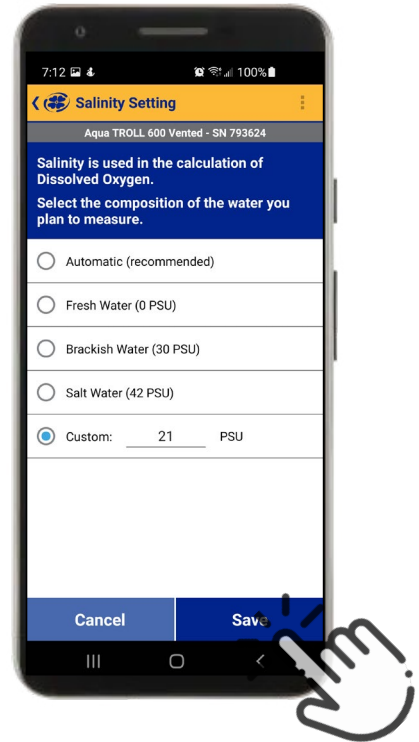 7:12 100%
Salinity Setting
Aqua TROLL 600 Vented - SN 793624
Salinity is used in the calculation of
Dissolved Oxygen.
Select the composition of the water you
plan to measure.
Automatic (recommended)
Fresh Water (0 PSU)
Brackish Water (30 PSU)
Salt Water (42 PSU)
Custom: 21 PSU
Cancel Save